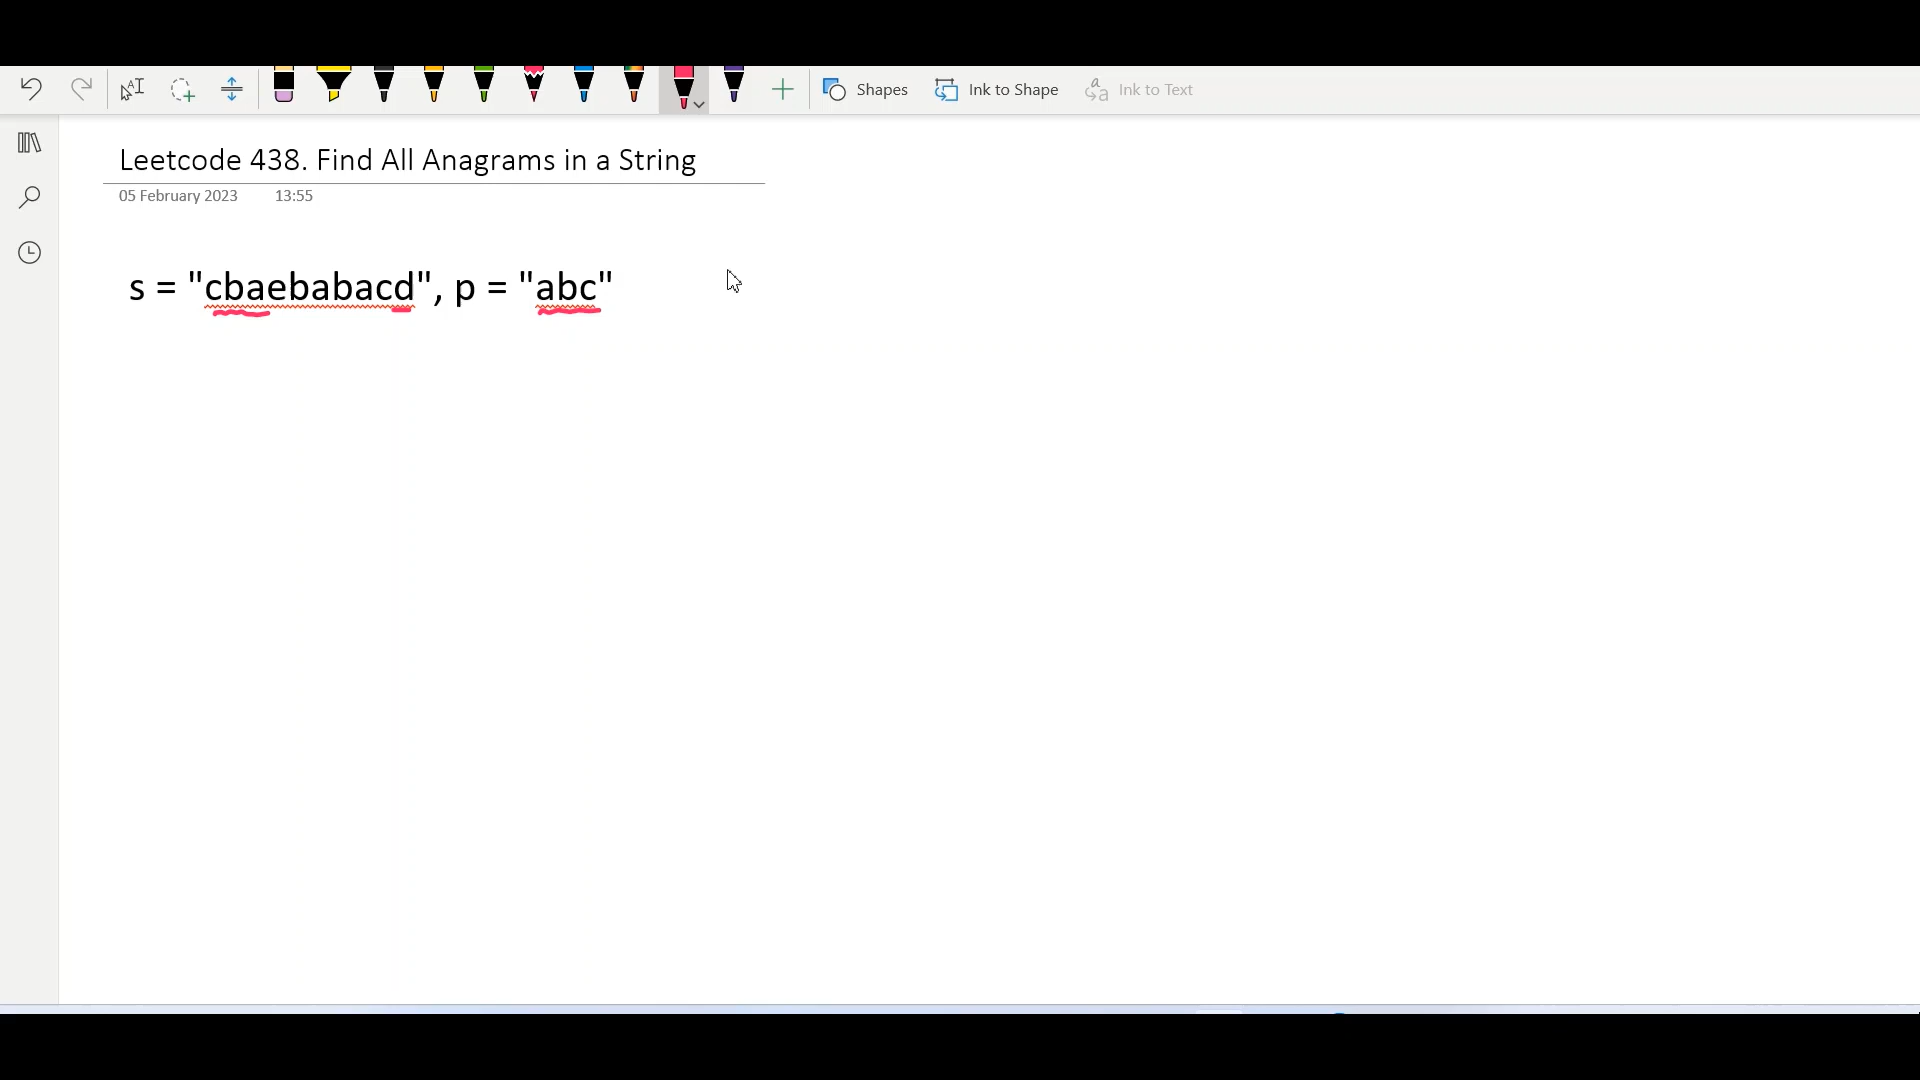 Shapes Ink to Shape Ink to Text
Leetcode 438. Find All Anagrams in a String
05 February 2023 13:55
s = "cbaebabacd", p = "abc"